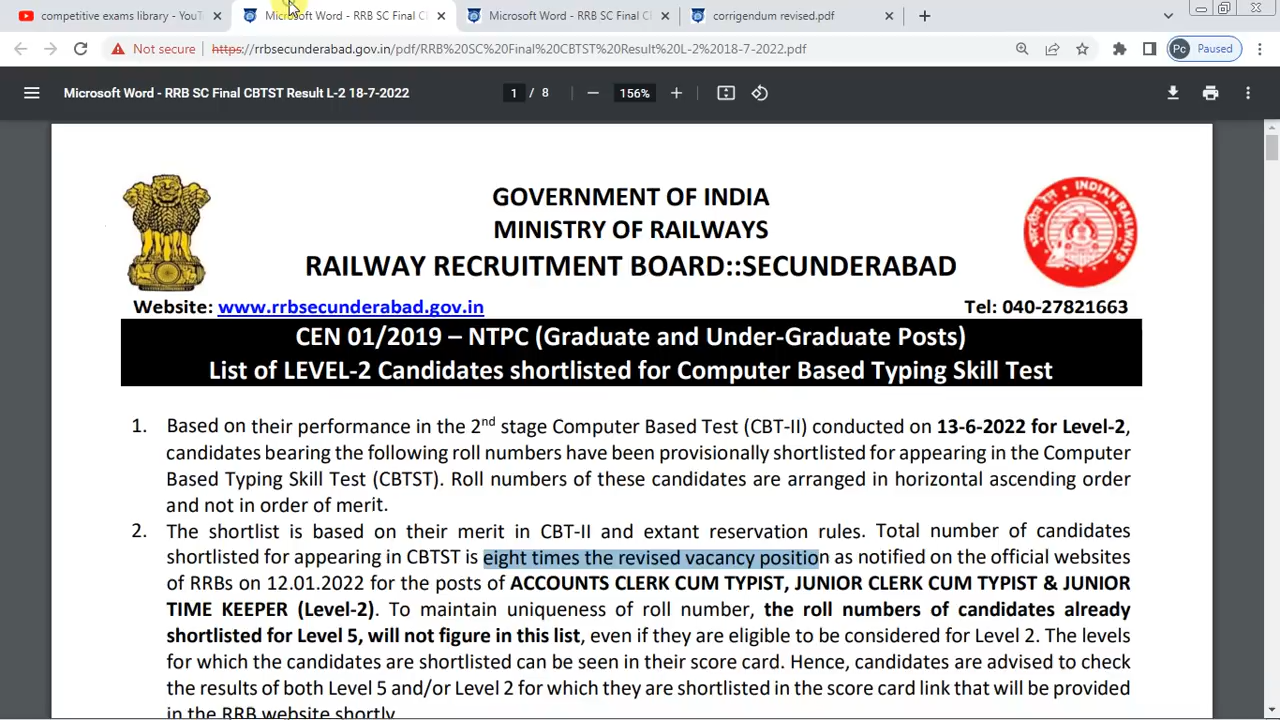 competitive exams library - YouT
Microsoft Word - RRB SC Final C
Microsoft Word - RRB SC Final C
corrigendum revised.pdf
Not secure
https://rrbsecunderabad.gov.in/pdf/RRB%20SC%20Final%20CBTST%20Result%20L-2%2018-7-2022.pdf
Pc
Paused
Microsoft Word - RRB SC Final CBTST Result L-2 18-7-2022
1 / 8
156%
GOVERNMENT OF INDIA
MINISTRY OF RAILWAYS
RAILWAY RECRUITMENT BOARD::SECUNDERABAD
INDIAN RAILWAYS
Website: www.rrbsecunderabad.gov.in
Tel: 040-27821663
CEN 01/2019 – NTPC (Graduate and Under-Graduate Posts)
List of LEVEL-2 Candidates shortlisted for Computer Based Typing Skill Test
1. Based on their performance in the 2nd stage Computer Based Test (CBT-II) conducted on 13-6-2022 for Level-2,
candidates bearing the following roll numbers have been provisionally shortlisted for appearing in the Computer
Based Typing Skill Test (CBTST). Roll numbers of these candidates are arranged in horizontal ascending order
and not in order of merit.
2. The shortlist is based on their merit in CBT-II and extant reservation rules. Total number of candidates
shortlisted for appearing in CBTST is eight times the revised vacancy position as notified on the official websites
of RRBs on 12.01.2022 for the posts of ACCOUNTS CLERK CUM TYPIST, JUNIOR CLERK CUM TYPIST & JUNIOR
TIME KEEPER (Level-2). To maintain uniqueness of roll number, the roll numbers of candidates already
shortlisted for Level 5, will not figure in this list, even if they are eligible to be considered for Level 2. The levels
for which the candidates are shortlisted can be seen in their score card. Hence, candidates are advised to check
the results of both Level 5 and/or Level 2 for which they are shortlisted in the score card link that will be provided
in the RRB website shortly.